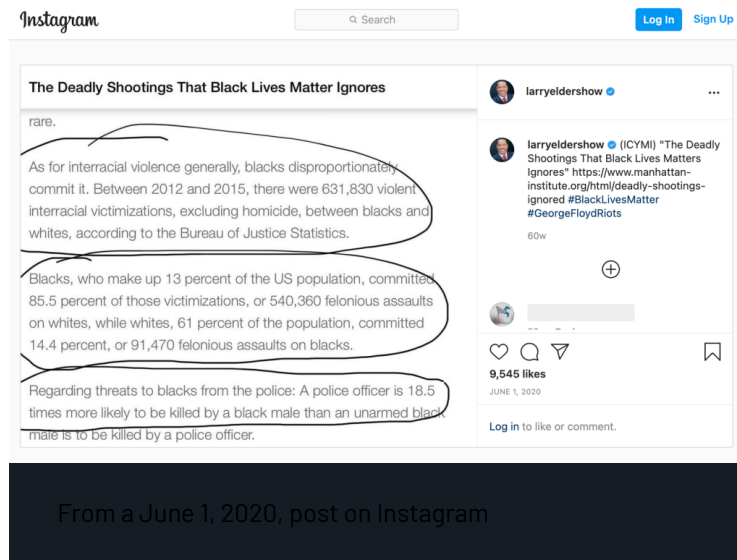 Instagram
Search
Log In
Sign Up
The Deadly Shootings That Black Lives Matter Ignores
rare.
As for interracial violence generally, blacks disproportionately
commit it. Between 2012 and 2015, there were 631,830 violent
interracial victimizations, excluding homicide, between blacks and
whites, according to the Bureau of Justice Statistics.
Blacks, who make up 13 percent of the US population, committed
85.5 percent of those victimizations, or 540,360 felonious assaults
on whites, while whites, 61 percent of the population, committed
14.4 percent, or 91,470 felonious assaults on blacks.
Regarding threats to blacks from the police: A police officer is 18.5
times more likely to be killed by a black male than an unarmed black
male is to be killed by a police officer.
larryeldershow
larryeldershow (ICYMI) "The Deadly
Shootings That Black Lives Matters
Ignores" https://www.manhattan-
institute.org/html/deadly-shootings-
ignored #BlackLivesMatter
#GeorgeFloydRiots
60w
9,545 likes
JUNE 1, 2020
Log in to like or comment.
From a June 1, 2020, post on Instagram